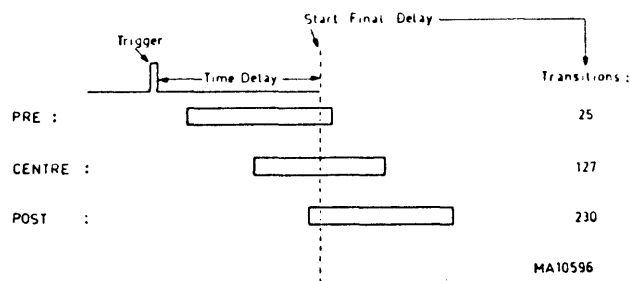 Start Final Delay
Trigger
Time Delay
Transitions:
PRE : 25
CENTRE : 127
POST : 230
MA10596